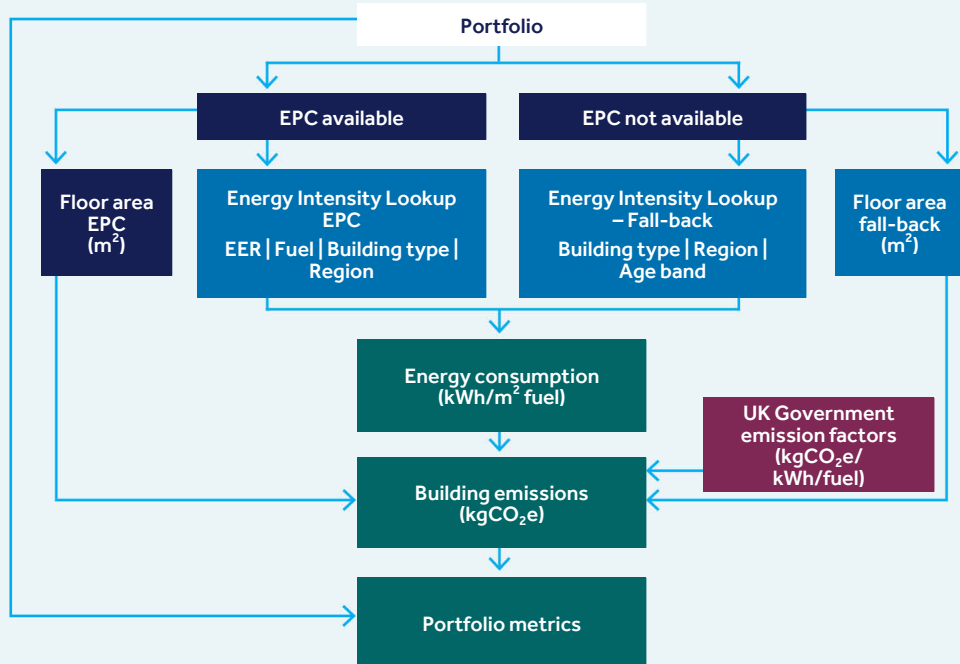 Portfolio
EPC available
EPC not available
Floor area
EPC
(m²)
Energy Intensity Lookup
EPC
EER | Fuel | Building type |
Region
Energy Intensity Lookup
– Fall-back
Building type | Region |
Age band
Floor area
fall-back
(m²)
Energy consumption
(kWh/m² fuel)
UK Government
emission factors
(kgCO₂e/
kWh/fuel)
Building emissions
(kgCO₂e)
Portfolio metrics